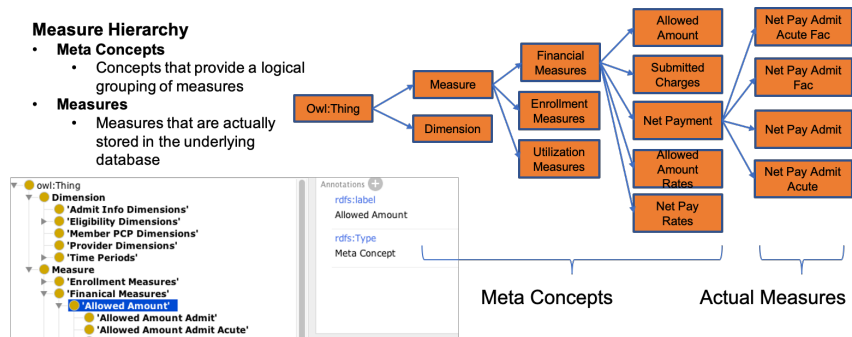 Measure Hierarchy
• Meta Concepts
• Concepts that provide a logical
grouping of measures
• Measures
• Measures that are actually
stored in the underlying
database
Owl:Thing
Measure
Dimension
Financial
Measures
Enrollment
Measures
Utilization
Measures
Allowed
Amount
Submitted
Charges
Net Payment
Allowed
Amount
Rates
Net Pay
Rates
Net Pay Admit
Acute Fac
Net Pay Admit
Fac
Net Pay Admit
Net Pay Admit
Acute
owl:Thing
Dimension
'Admit Info Dimensions'
'Eligibility Dimensions'
'Member PCP Dimensions'
'Provider Dimensions'
'Time Periods'
Measure
'Enrollment Measures'
'Finanical Measures'
'Allowed Amount'
'Allowed Amount Admit'
'Allowed Amount Admit Acute'
Annotations
rdfs:label
Allowed Amount
rdfs:Type
Meta Concept
Meta Concepts
Actual Measures